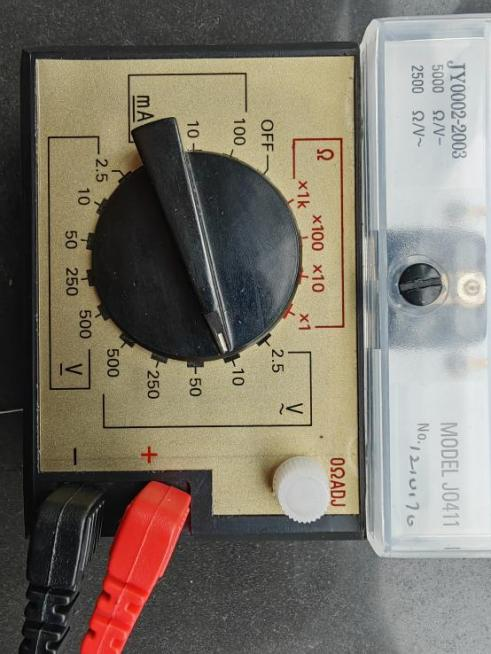 JY0002-2003
5000 Ω/V⎓
2500 Ω/V~
MODEL J0411
No.1210170
OFF
Ω
×1k
×100
×10
×1
2.5
10
50
250
500
V
~
500
250
50
10
2.5
V
mA
10
100
0ΩADJ
+
−